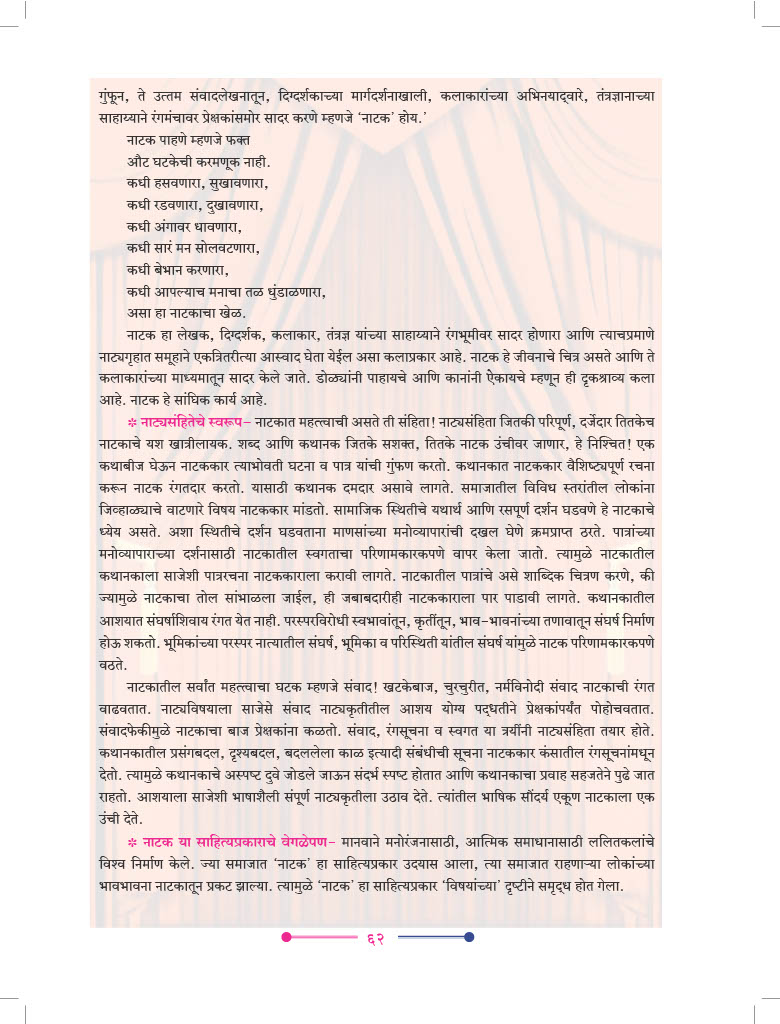 गुंफून, ते उत्तम संवादलेखनातून, दिग्दर्शकाच्या मार्गदर्शनाखाली, कलाकारांच्या अभिनयाद्वारे, तंत्रज्ञानाच्या
साहाय्याने रंगमंचावर प्रेक्षकांसमोर सादर करणे म्हणजे ‘नाटक’ होय.’
नाटक पाहणे म्हणजे फक्त
औट घटकेची करमणूक नाही.
कधी हसवणारा, सुखावणारा,
कधी रडवणारा, दुखावणारा,
कधी अंगावर धावणारा,
कधी सारं मन सोलवटणारा,
कधी बेभान करणारा,
कधी आपल्याच मनाचा तळ धुंडाळणारा,
असा हा नाटकाचा खेळ.
नाटक हा लेखक, दिग्दर्शक, कलाकार, तंत्रज्ञ यांच्या साहाय्याने रंगभूमीवर सादर होणारा आणि त्याचप्रमाणे
नाट्यगृहात समूहाने एकत्रितरीत्या आस्वाद घेता येईल असा कलाप्रकार आहे. नाटक हे जीवनाचे चित्र असते आणि ते
कलाकारांच्या माध्यमातून सादर केले जाते. डोळ्यांनी पाहायचे आणि कानांनी ऐकायचे म्हणून ही दृकश्राव्य कला
आहे. नाटक हे सांघिक कार्य आहे.
✽ नाट्यसंहितेचे स्वरूप- नाटकात महत्त्वाची असते ती संहिता! नाट्यसंहिता जितकी परिपूर्ण, दर्जेदार तितकेच
नाटकाचे यश खात्रीलायक. शब्द आणि कथानक जितके सशक्त, तितके नाटक उंचीवर जाणार, हे निश्चित! एक
कथाबीज घेऊन नाटककार त्याभोवती घटना व पात्र यांची गुंफण करतो. कथानकात नाटककार वैशिष्ट्यपूर्ण रचना
करून नाटक रंगतदार करतो. यासाठी कथानक दमदार असावे लागते. समाजातील विविध स्तरांतील लोकांना
जिव्हाळ्याचे वाटणारे विषय नाटककार मांडतो. सामाजिक स्थितीचे यथार्थ आणि रसपूर्ण दर्शन घडवणे हे नाटकाचे
ध्येय असते. अशा स्थितीचे दर्शन घडवताना माणसांच्या मनोव्यापारांची दखल घेणे क्रमप्राप्त ठरते. पात्रांच्या
मनोव्यापाराच्या दर्शनासाठी नाटकातील स्वगताचा परिणामकारकपणे वापर केला जातो. त्यामुळे नाटकातील
कथानकाला साजेशी पात्ररचना नाटककाराला करावी लागते. नाटकातील पात्रांचे असे शाब्दिक चित्रण करणे, की
ज्यामुळे नाटकाचा तोल सांभाळला जाईल, ही जबाबदारीही नाटककाराला पार पाडावी लागते. कथानकातील
आशयात संघर्षाशिवाय रंगत येत नाही. परस्परविरोधी स्वभावांतून, कृतींतून, भाव-भावनांच्या तणावातून संघर्ष निर्माण
होऊ शकतो. भूमिकांच्या परस्पर नात्यातील संघर्ष, भूमिका व परिस्थिती यांतील संघर्ष यांमुळे नाटक परिणामकारकपणे
वठते.
नाटकातील सर्वांत महत्त्वाचा घटक म्हणजे संवाद! खटकेबाज, चुरचुरीत, नर्मविनोदी संवाद नाटकाची रंगत
वाढवतात. नाट्यविषयाला साजेसे संवाद नाट्यकृतीतील आशय योग्य पद्धतीने प्रेक्षकांपर्यंत पोहोचवतात.
संवादफेकीमुळे नाटकाचा बाज प्रेक्षकांना कळतो. संवाद, रंगसूचना व स्वगत या त्रयींनी नाट्यसंहिता तयार होते.
कथानकातील प्रसंगबदल, दृश्यबदल, बदललेला काळ इत्यादी संबंधीची सूचना नाटककार कंसातील रंगसूचनांमधून
देतो. त्यामुळे कथानकाचे अस्पष्ट दुवे जोडले जाऊन संदर्भ स्पष्ट होतात आणि कथानकाचा प्रवाह सहजतेने पुढे जात
राहतो. आशयाला साजेशी भाषाशैली संपूर्ण नाट्यकृतीला उठाव देते. त्यांतील भाषिक सौंदर्य एकूण नाटकाला एक
उंची देते.
✽ नाटक या साहित्यप्रकाराचे वेगळेपण- मानवाने मनोरंजनासाठी, आत्मिक समाधानासाठी ललितकलांचे
विश्व निर्माण केले. ज्या समाजात ‘नाटक’ हा साहित्यप्रकार उदयास आला, त्या समाजात राहणाऱ्या लोकांच्या
भावभावना नाटकातून प्रकट झाल्या. त्यामुळे ‘नाटक’ हा साहित्यप्रकार ‘विषयांच्या’ दृष्टीने समृद्ध होत गेला.
६२